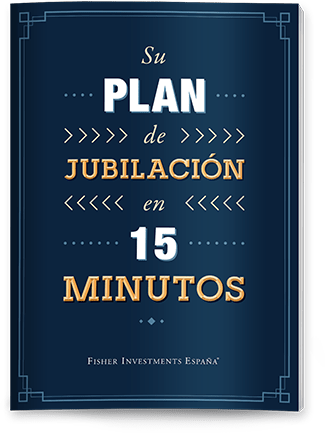 Su
PLAN
de
JUBILACIÓN
en
15
MINUTOS
FISHER INVESTMENTS ESPAÑA®